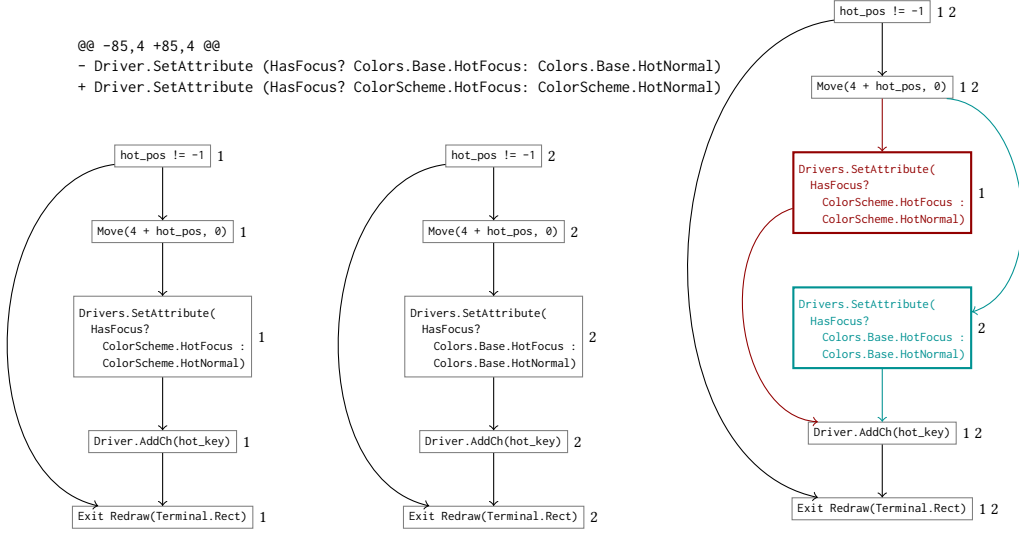 @@ -85,4 +85,4 @@
- Driver.SetAttribute (HasFocus? Colors.Base.HotFocus: Colors.Base.HotNormal)
+ Driver.SetAttribute (HasFocus? ColorScheme.HotFocus: ColorScheme.HotNormal)
hot_pos != -1 1
Move(4 + hot_pos, 0) 1
Drivers.SetAttribute(
HasFocus?
ColorScheme.HotFocus :
ColorScheme.HotNormal)
1
Driver.AddCh(hot_key) 1
Exit Redraw(Terminal.Rect) 1
hot_pos != -1 2
Move(4 + hot_pos, 0) 2
Drivers.SetAttribute(
HasFocus?
Colors.Base.HotFocus :
Colors.Base.HotNormal)
2
Driver.AddCh(hot_key) 2
Exit Redraw(Terminal.Rect) 2
hot_pos != -1 1 2
Move(4 + hot_pos, 0) 1 2
Drivers.SetAttribute(
HasFocus?
ColorScheme.HotFocus :
ColorScheme.HotNormal)
1
Drivers.SetAttribute(
HasFocus?
Colors.Base.HotFocus :
Colors.Base.HotNormal)
2
Driver.AddCh(hot_key) 1 2
Exit Redraw(Terminal.Rect) 1 2